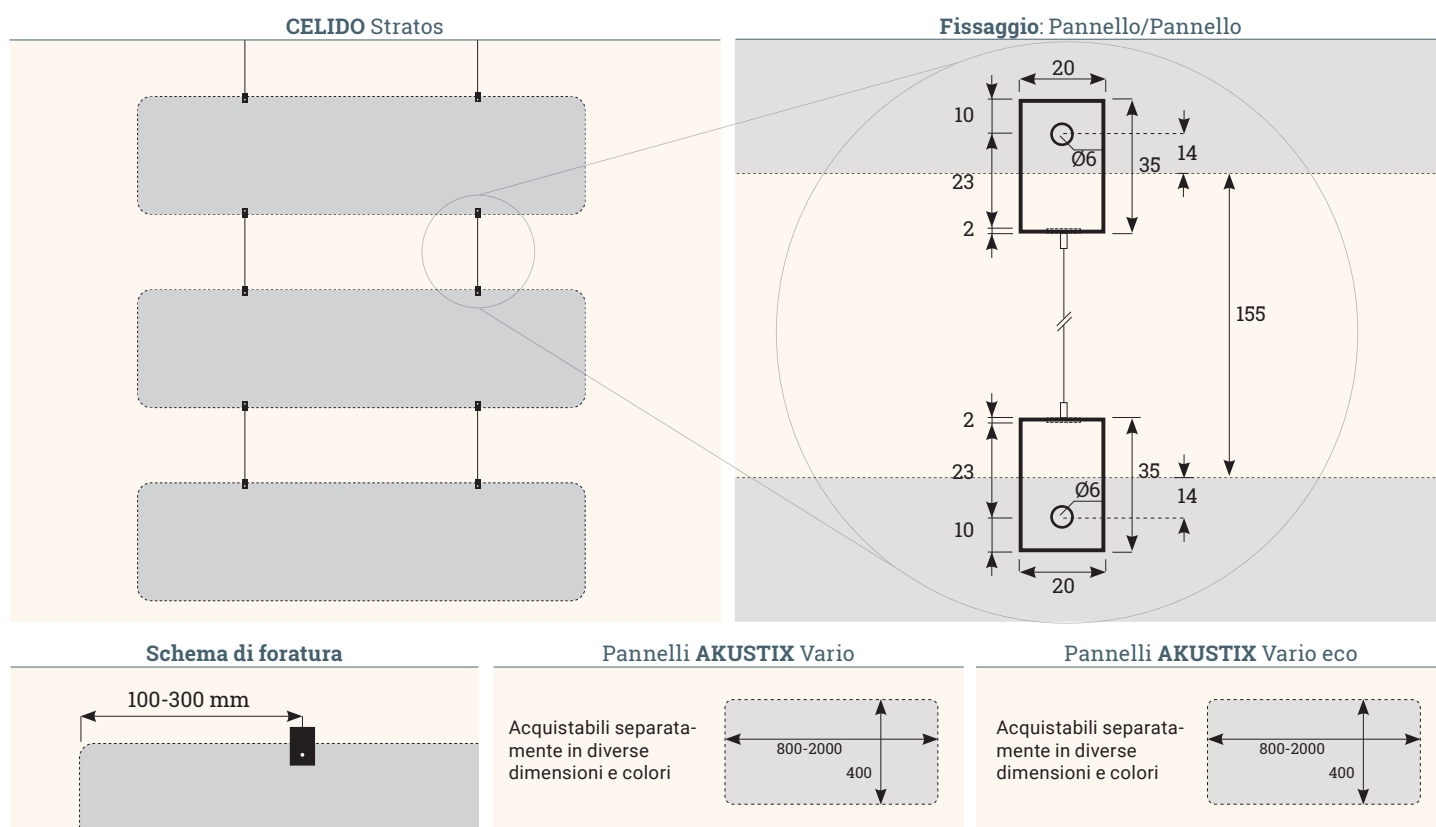 CELIDO Stratos
Fissaggio: Pannello/Pannello
20
10
Ø6
35
14
23
2
155
2
23
35
Ø6
14
10
20
Schema di foratura
100-300 mm
Pannelli AKUSTIX Vario
Acquistabili separata-
mente in diverse
dimensioni e colori
800-2000
400
Pannelli AKUSTIX Vario eco
Acquistabili separata-
mente in diverse
dimensioni e colori
800-2000
400